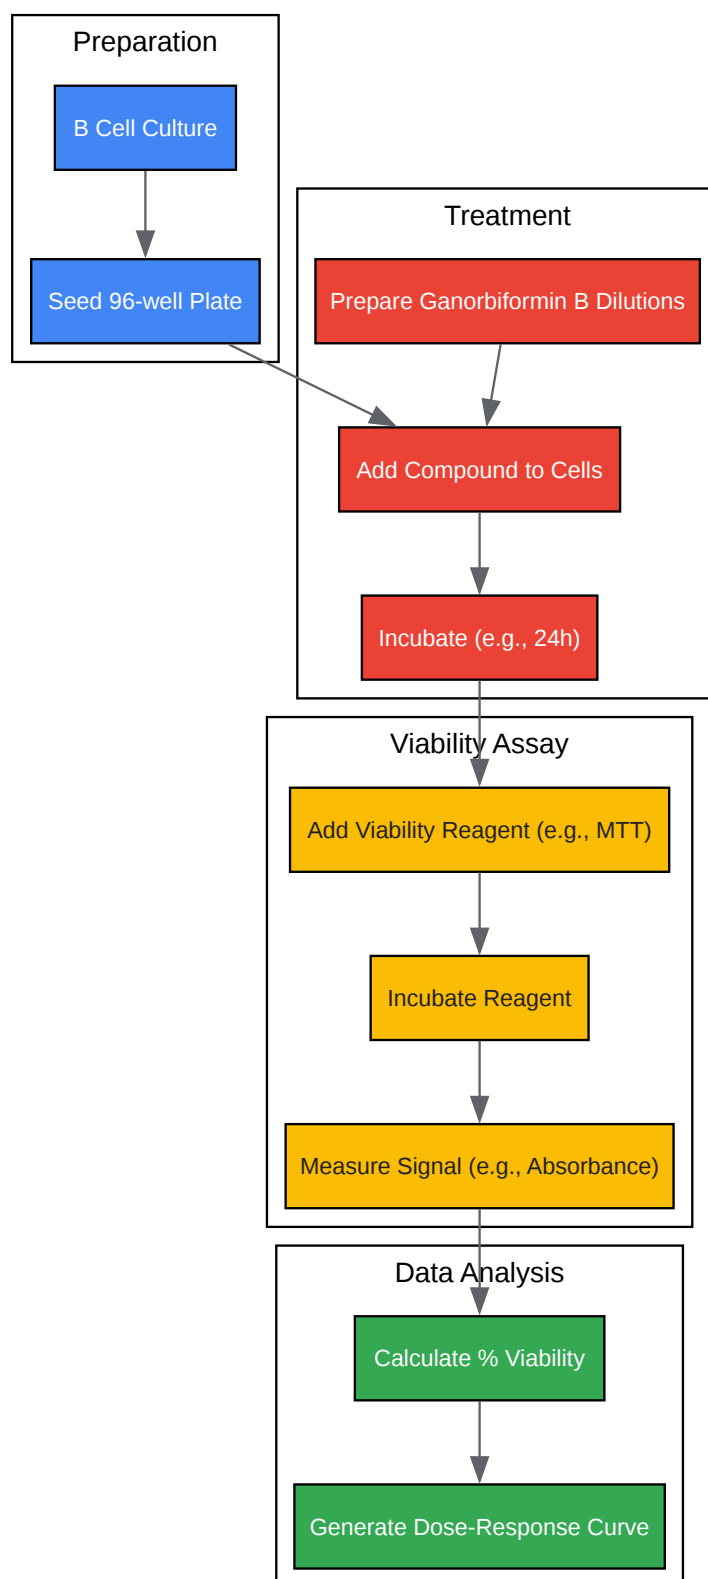 Preparation
B Cell Culture
Seed 96-well Plate
Treatment
Prepare Ganorbiformin B Dilutions
Add Compound to Cells
Incubate (e.g., 24h)
Viability Assay
Add Viability Reagent (e.g., MTT)
Incubate Reagent
Measure Signal (e.g., Absorbance)
Data Analysis
Calculate % Viability
Generate Dose-Response Curve